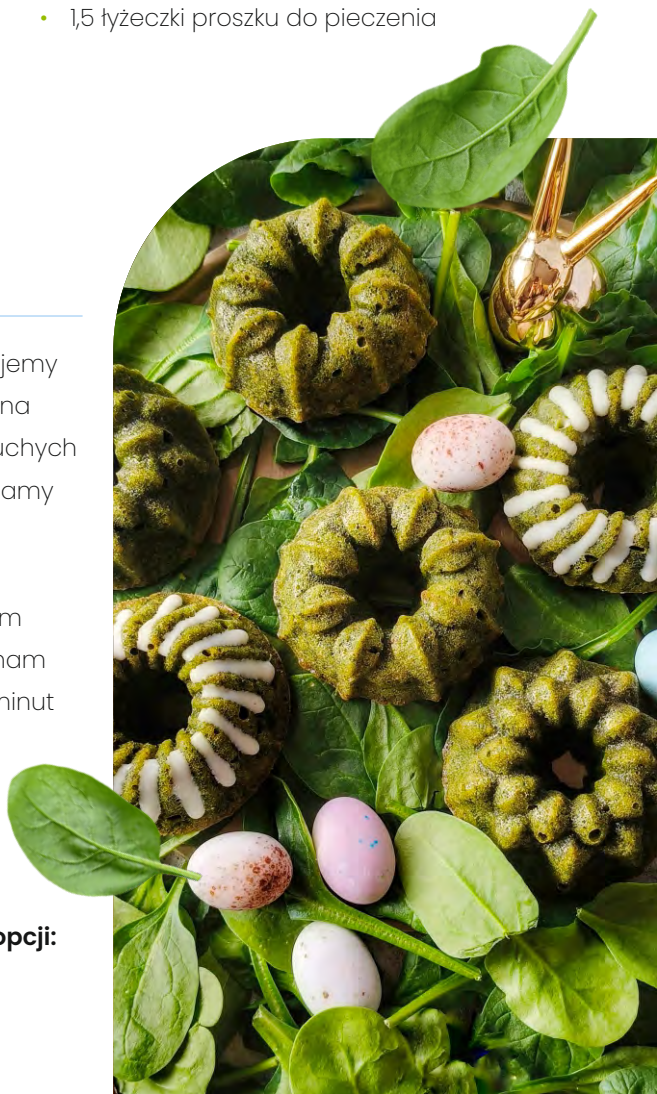 • 1,5 łyżeczki proszku do pieczenia
jemy
na
uchych
amy
m
nam
minut
opcji: